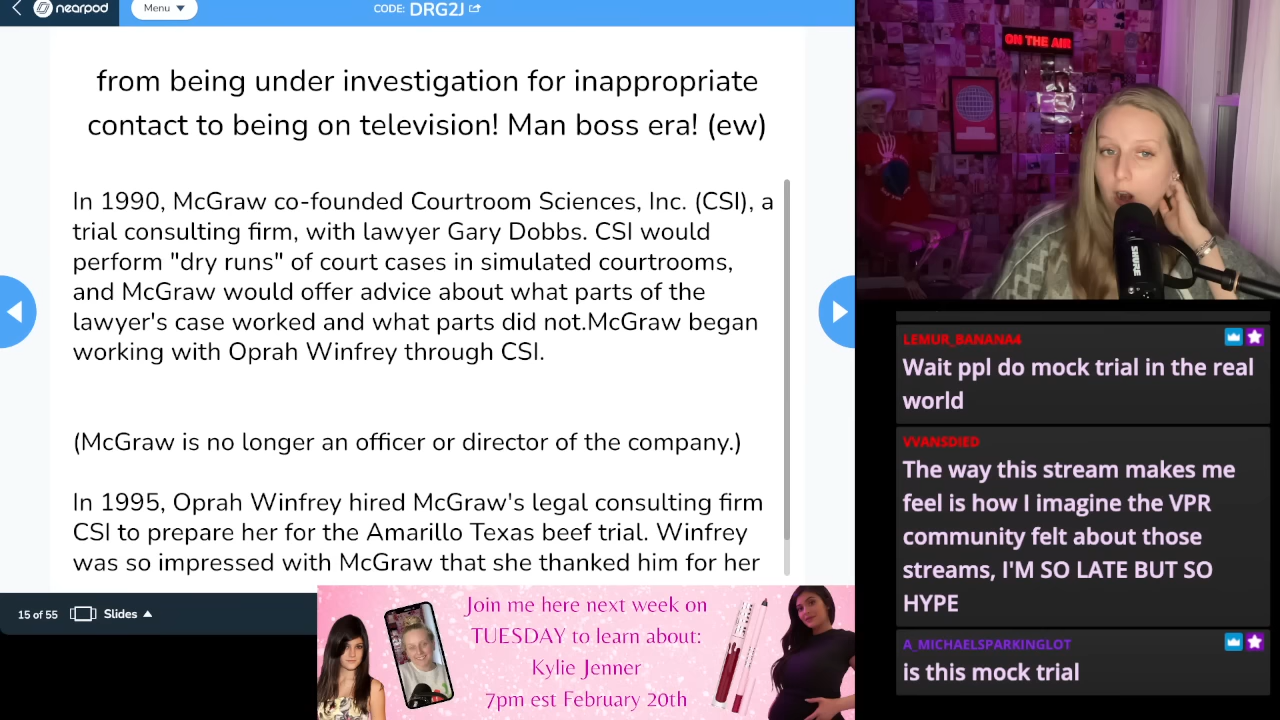 nearpod
Menu
CODE: DRG2J
from being under investigation for inappropriate
contact to being on television! Man boss era! (ew)
In 1990, McGraw co-founded Courtroom Sciences, Inc. (CSI), a
trial consulting firm, with lawyer Gary Dobbs. CSI would
perform "dry runs" of court cases in simulated courtrooms,
and McGraw would offer advice about what parts of the
lawyer's case worked and what parts did not.McGraw began
working with Oprah Winfrey through CSI.
(McGraw is no longer an officer or director of the company.)
In 1995, Oprah Winfrey hired McGraw's legal consulting firm
CSI to prepare her for the Amarillo Texas beef trial. Winfrey
was so impressed with McGraw that she thanked him for her
15 of 55
Slides
Join me here next week on
TUESDAY to learn about:
Kylie Jenner
7pm est February 20th
ON THE AIR
SHURE
LEMUR_BANANA4
Wait ppl do mock trial in the real
world
VVANSDIED
The way this stream makes me
feel is how I imagine the VPR
community felt about those
streams, I'M SO LATE BUT SO
HYPE
A_MICHAELSPARKINGLOT
is this mock trial